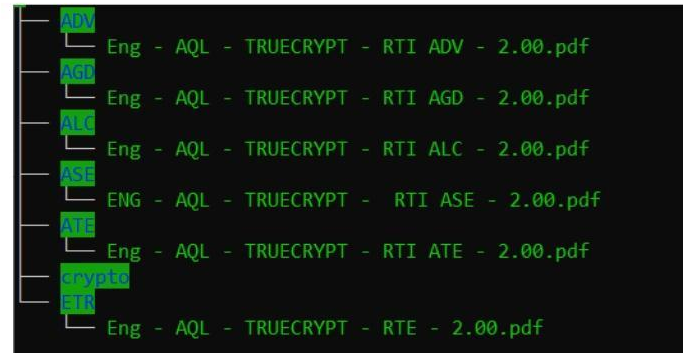 ADV
Eng - AQL - TRUECRYPT - RTI ADV - 2.00.pdf
AGD
Eng - AQL - TRUECRYPT - RTI AGD - 2.00.pdf
ALC
Eng - AQL - TRUECRYPT - RTI ALC - 2.00.pdf
ASE
ENG - AQL - TRUECRYPT -  RTI ASE - 2.00.pdf
ATE
Eng - AQL - TRUECRYPT - RTI ATE - 2.00.pdf
crypto
ETR
Eng - AQL - TRUECRYPT - RTE - 2.00.pdf